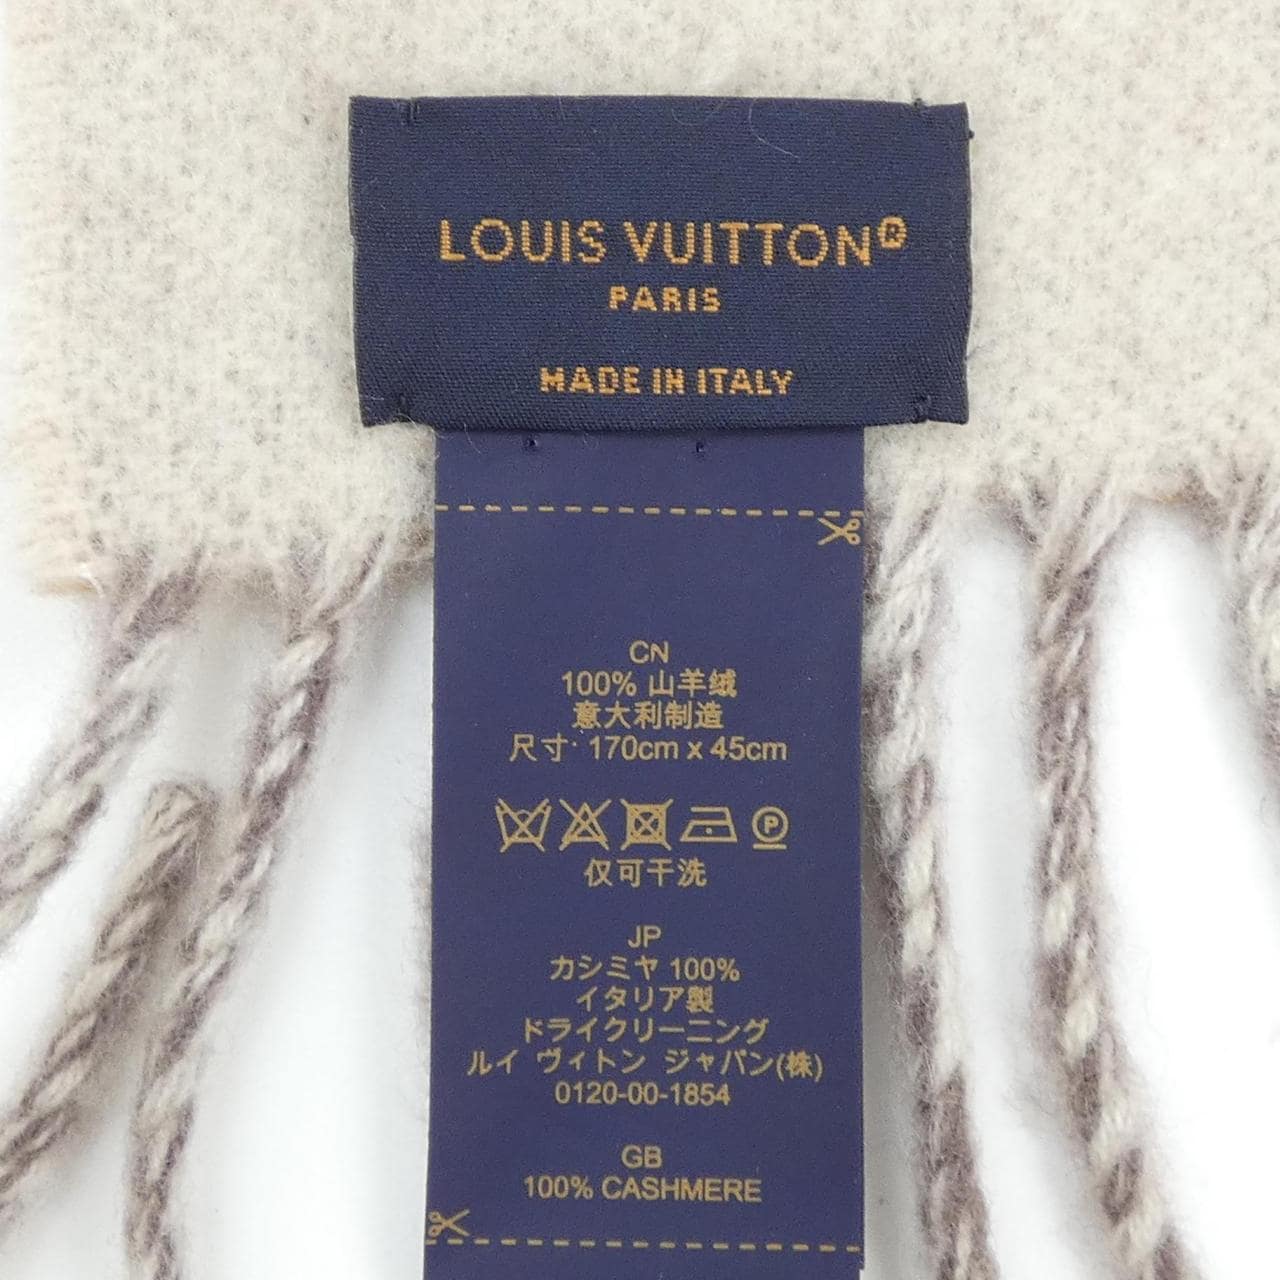 LOUIS VUITTON®
PARIS
MADE IN ITALY
CN
100% 山羊绒
意大利制造
尺寸: 170cm x 45cm
P
仅可干洗
JP
カシミヤ 100%
イタリア製
ドライクリーニング
ルイ ヴィトン ジャパン(株)
0120-00-1854
GB
100% CASHMERE